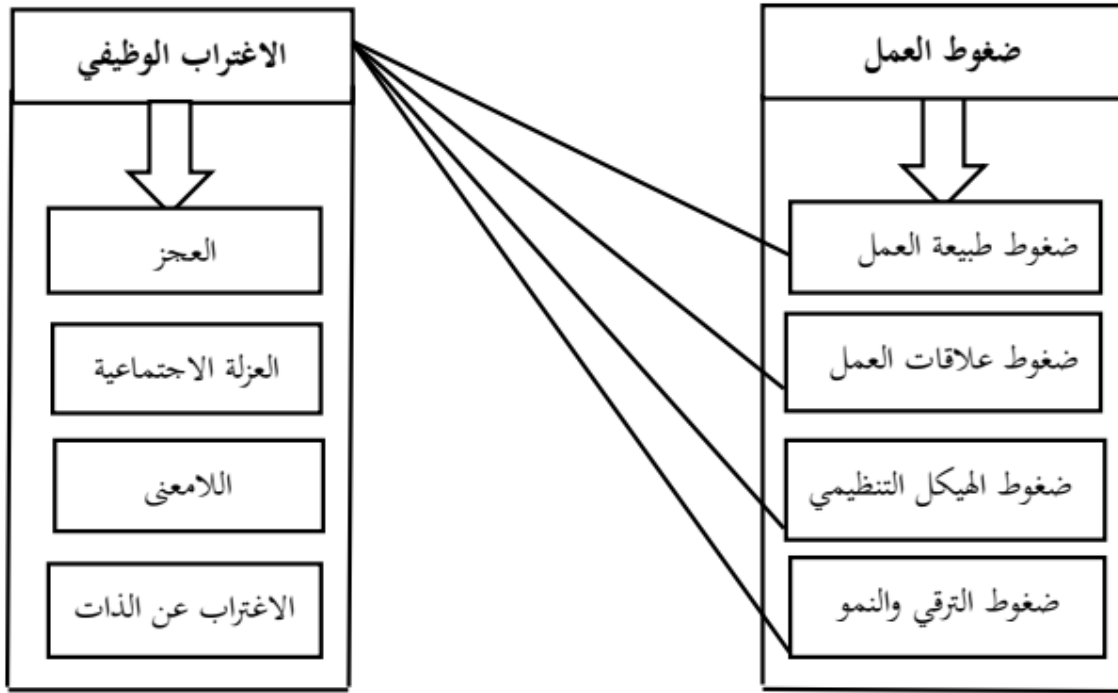 ضغوط العمل
ضغوط طبيعة العمل
ضغوط علاقات العمل
ضغوط الهيكل التنظيمي
ضغوط الترقي والنمو
الاغتراب الوظيفي
العجز
العزلة الاجتماعية
اللامعنى
الاغتراب عن الذات